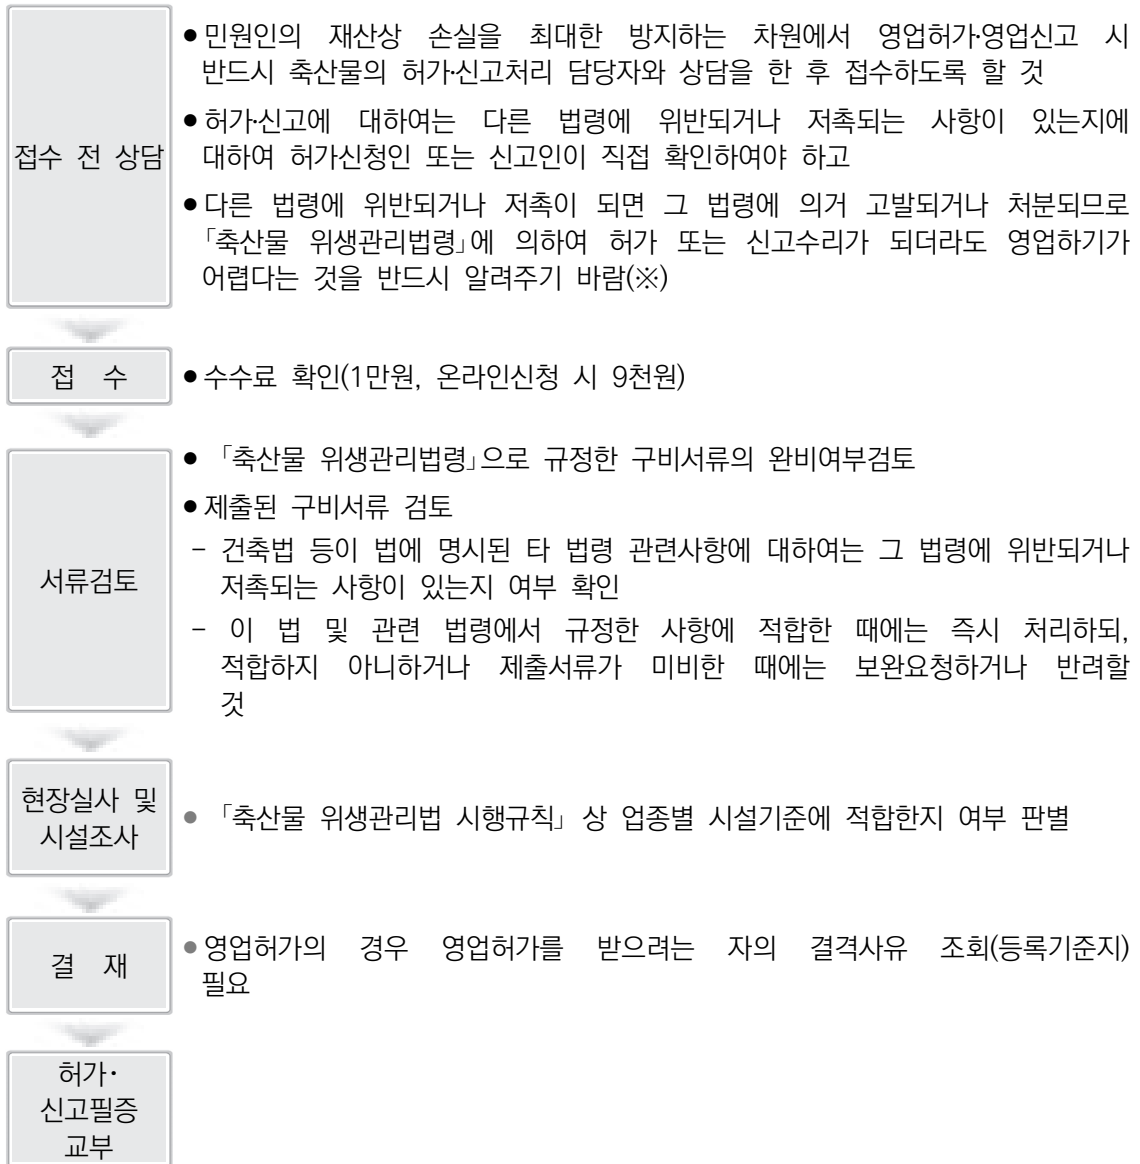 접수 전 상담
●민원인의 재산상 손실을 최대한 방지하는 차원에서 영업허가·영업신고 시
반드시 축산물의 허가·신고처리 담당자와 상담을 한 후 접수하도록 할 것
●허가·신고에 대하여는 다른 법령에 위반되거나 저촉되는 사항이 있는지에
대하여 허가신청인 또는 신고인이 직접 확인하여야 하고
●다른 법령에 위반되거나 저촉이 되면 그 법령에 의거 고발되거나 처분되므로
「축산물 위생관리법령」에 의하여 허가 또는 신고수리가 되더라도 영업하기가
어렵다는 것을 반드시 알려주기 바람(※)
접 수
●수수료 확인(1만원, 온라인신청 시 9천원)
서류검토
● 「축산물 위생관리법령」으로 규정한 구비서류의 완비여부검토
●제출된 구비서류 검토
- 건축법 등이 법에 명시된 타 법령 관련사항에 대하여는 그 법령에 위반되거나
저촉되는 사항이 있는지 여부 확인
- 이 법 및 관련 법령에서 규정한 사항에 적합한 때에는 즉시 처리하되,
적합하지 아니하거나 제출서류가 미비한 때에는 보완요청하거나 반려할
것
현장실사 및
시설조사
● 「축산물 위생관리법 시행규칙」 상 업종별 시설기준에 적합한지 여부 판별
결 재
●영업허가의 경우 영업허가를 받으려는 자의 결격사유 조회(등록기준지)
필요
허가·
신고필증
교부